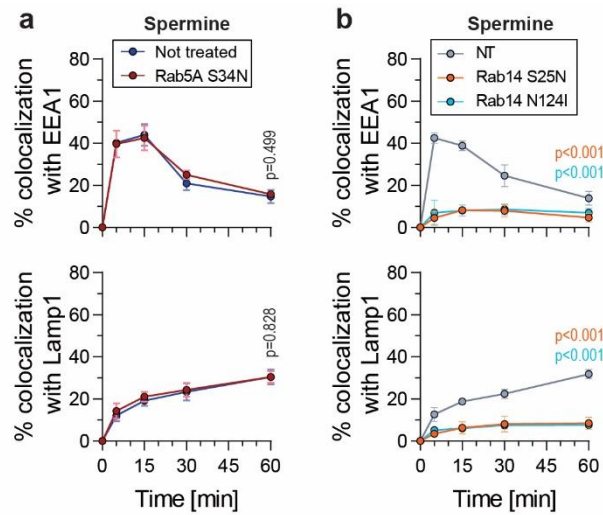 a
Spermine
Not treated
Rab5A S34N
% colocalization
with EEA1
80
60
40
20
0
p=0.499
% colocalization
with Lamp1
80
60
40
20
0
p=0.828
0 15 30 45 60
Time [min]
b
Spermine
NT
Rab14 S25N
Rab14 N124I
% colocalization
with EEA1
80
60
40
20
0
p<0.001
p<0.001
% colocalization
with Lamp1
80
60
40
20
0
p<0.001
p<0.001
0 15 30 45 60
Time [min]